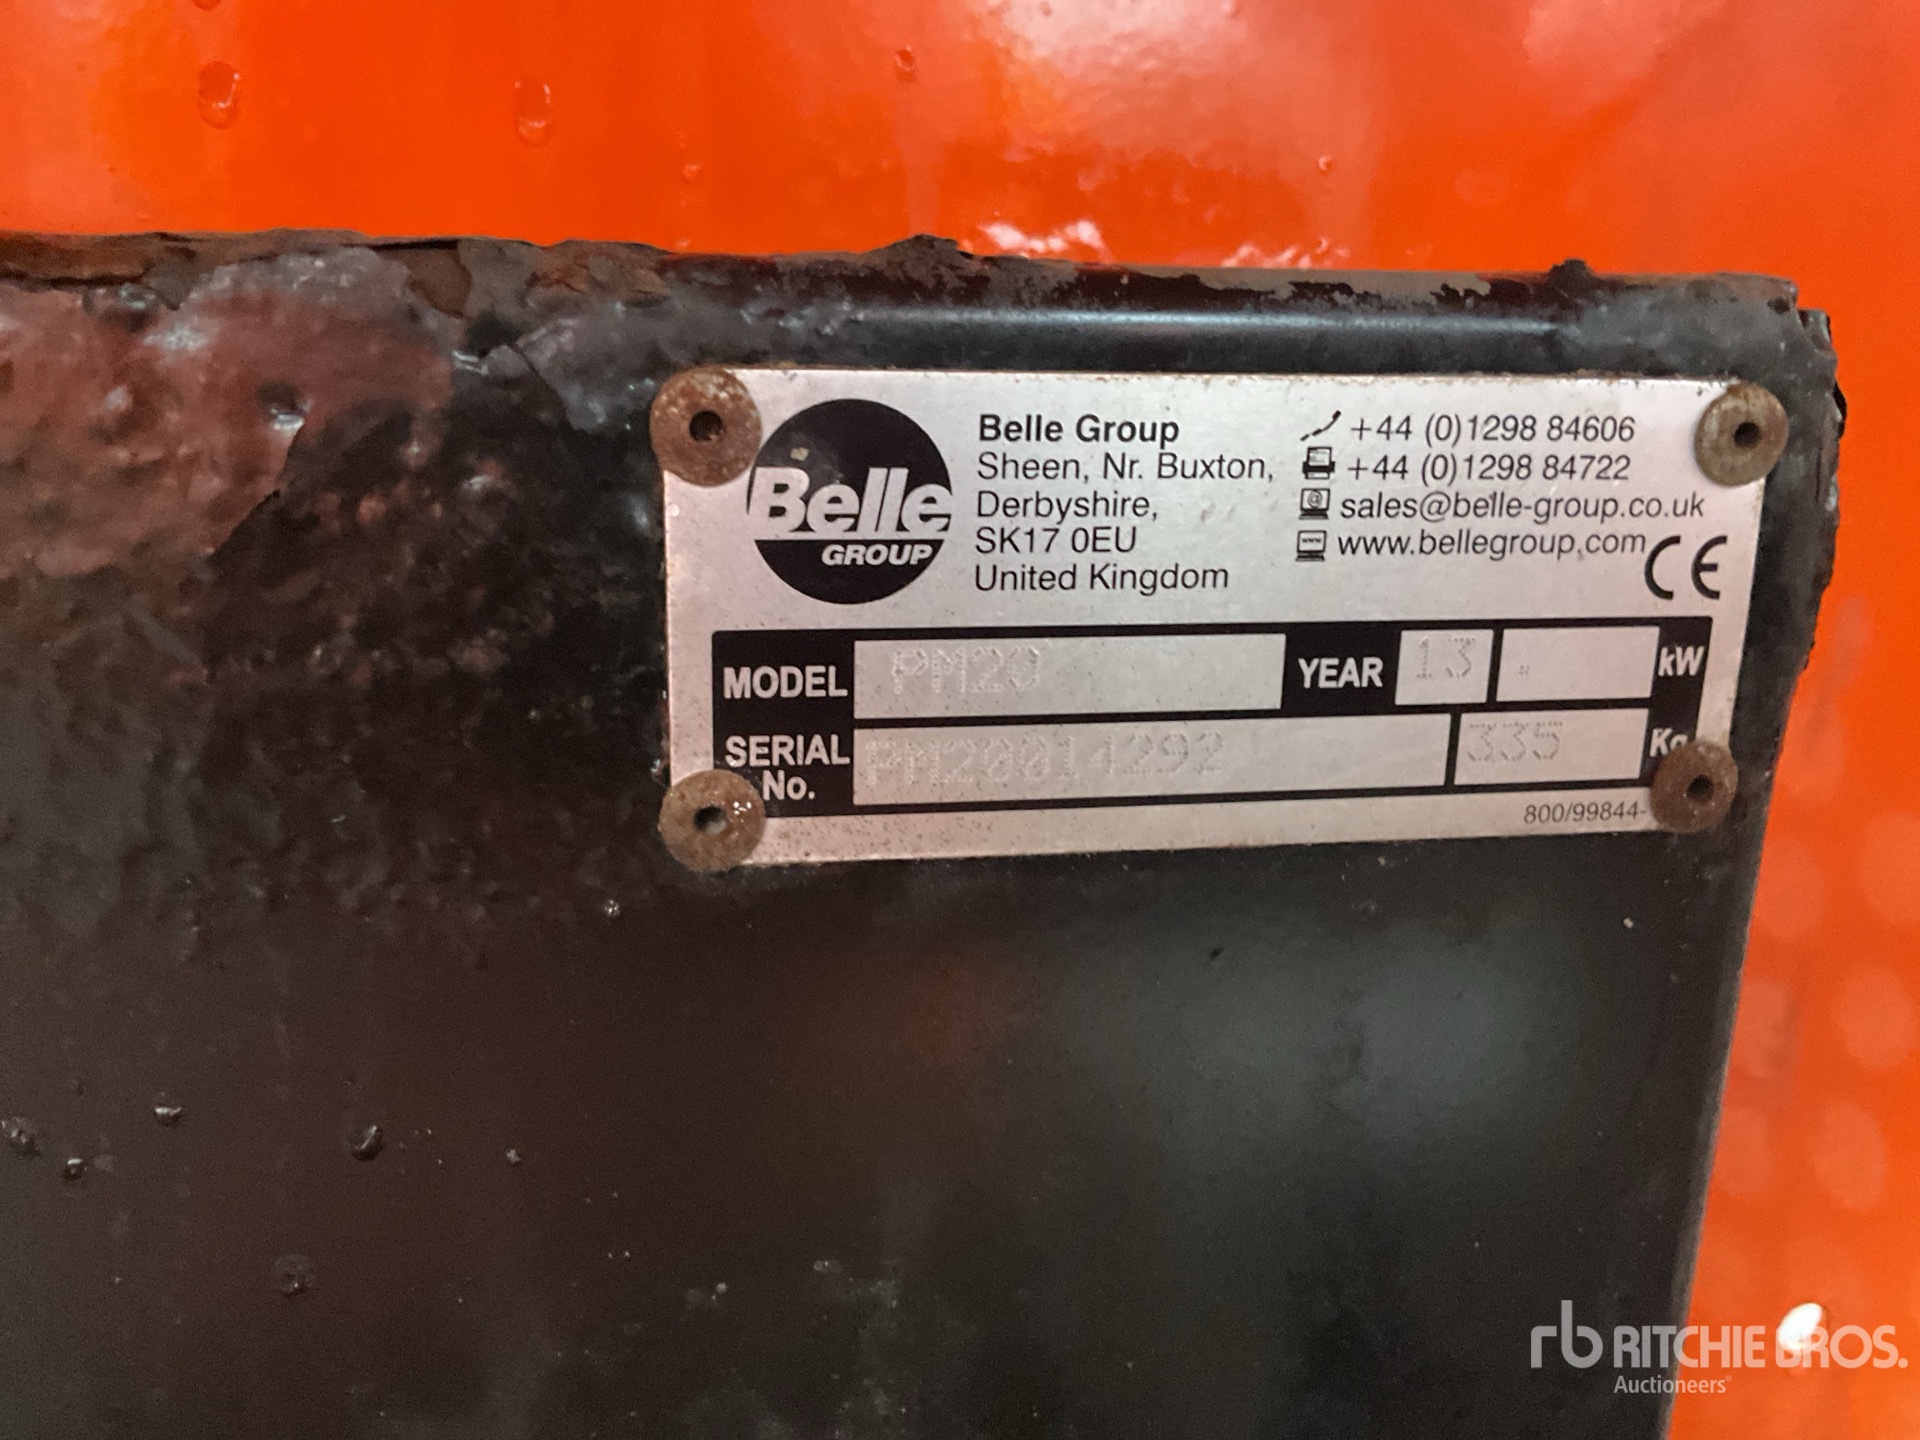 Belle
GROUP
Belle Group
Sheen, Nr. Buxton,
Derbyshire,
SK17 0EU
United Kingdom
+44 (0)1298 84606
+44 (0)1298 84722
sales@belle-group.co.uk
www.bellegroup.com
CE
MODEL PM20 YEAR 13 .. kW
SERIAL No. PM20014292 335 Kg
800/99844-
rb RITCHIE BROS.
Auctioneers